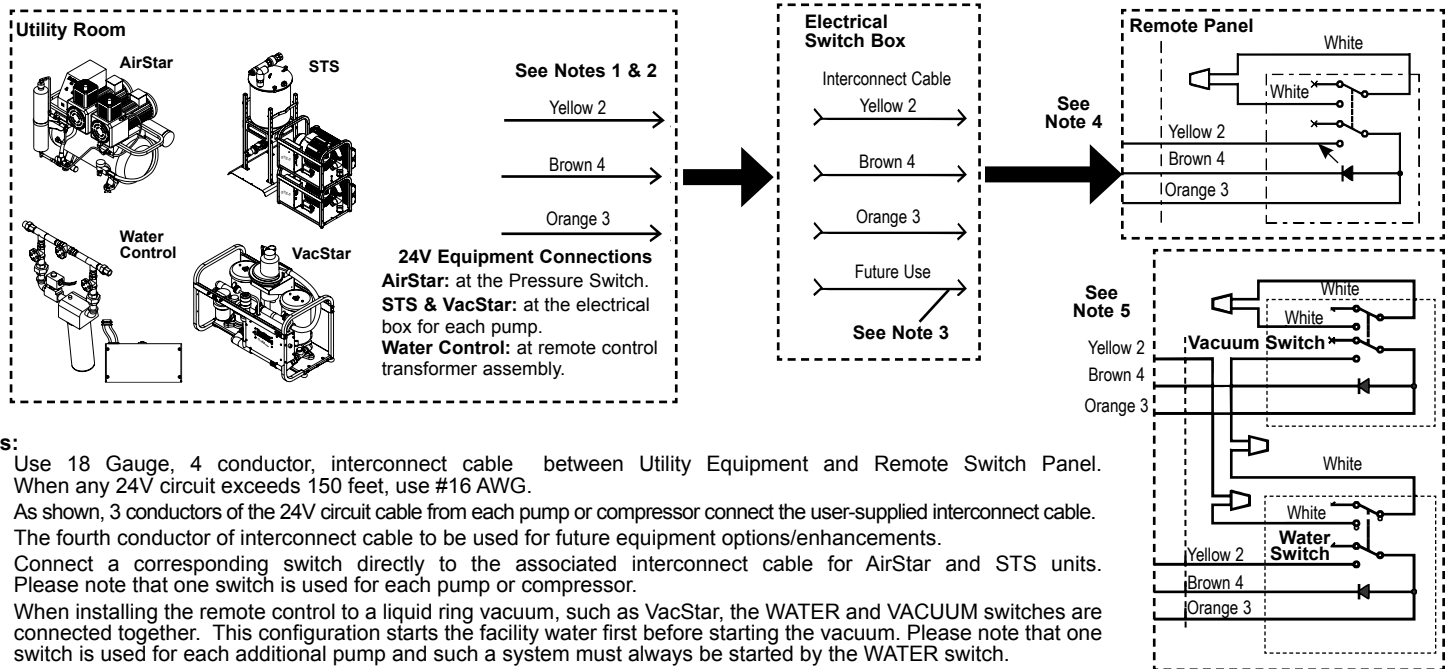 Utility Room
AirStar
STS
Water
Control
VacStar
See Notes 1 & 2
Yellow 2
Brown 4
Orange 3
24V Equipment Connections
AirStar: at the Pressure Switch.
STS & VacStar: at the electrical
box for each pump.
Water Control: at remote control
transformer assembly.
Electrical
Switch Box
Interconnect Cable
Yellow 2
Brown 4
Orange 3
Future Use
See Note 3
See
Note 4
Remote Panel
White
White
Yellow 2
Brown 4
Orange 3
See
Note 5
White
White
Yellow 2
Vacuum Switch
Brown 4
Orange 3
White
White
Water
Switch
Yellow 2
Brown 4
Orange 3
s:
Use 18 Gauge, 4 conductor, interconnect cable between Utility Equipment and Remote Switch Panel.
When any 24V circuit exceeds 150 feet, use #16 AWG.
As shown, 3 conductors of the 24V circuit cable from each pump or compressor connect the user-supplied interconnect cable.
The fourth conductor of interconnect cable to be used for future equipment options/enhancements.
Connect a corresponding switch directly to the associated interconnect cable for AirStar and STS units.
Please note that one switch is used for each pump or compressor.
When installing the remote control to a liquid ring vacuum, such as VacStar, the WATER and VACUUM switches are
connected together. This configuration starts the facility water first before starting the vacuum. Please note that one
switch is used for each additional pump and such a system must always be started by the WATER switch.